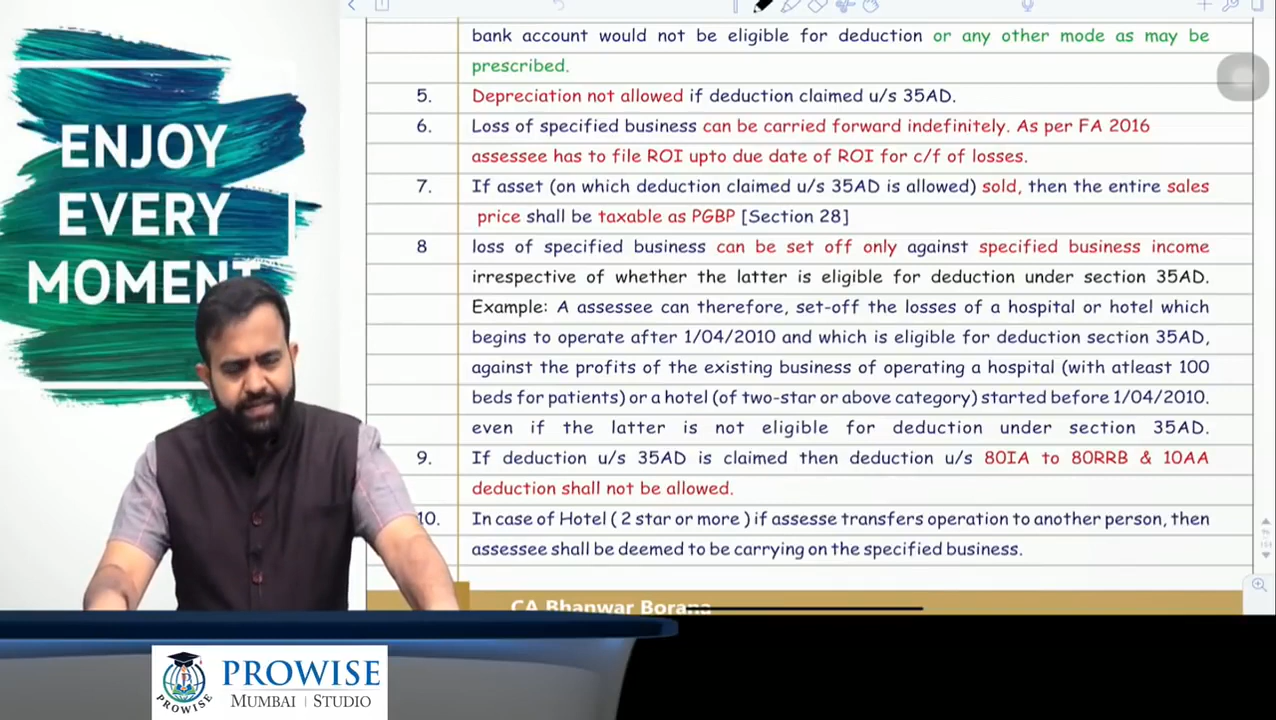 ENJOY
EVERY
MOMENT
bank account would not be eligible for deduction or any other mode as may be
prescribed.
5. Depreciation not allowed if deduction claimed u/s 35AD.
6. Loss of specified business can be carried forward indefinitely. As per FA 2016
assessee has to file ROI upto due date of ROI for c/f of losses.
7. If asset (on which deduction claimed u/s 35AD is allowed) sold, then the entire sales
price shall be taxable as PGBP [Section 28]
8 loss of specified business can be set off only against specified business income
irrespective of whether the latter is eligible for deduction under section 35AD.
Example: A assessee can therefore, set-off the losses of a hospital or hotel which
begins to operate after 1/04/2010 and which is eligible for deduction section 35AD,
against the profits of the existing business of operating a hospital (with atleast 100
beds for patients) or a hotel (of two-star or above category) started before 1/04/2010.
even if the latter is not eligible for deduction under section 35AD.
9. If deduction u/s 35AD is claimed then deduction u/s 80IA to 80RRB & 10AA
deduction shall not be allowed.
10. In case of Hotel ( 2 star or more ) if assesse transfers operation to another person, then
assessee shall be deemed to be carrying on the specified business.
CA Bhanwar Borana
PROWISE
PROWISE
MUMBAI | STUDIO